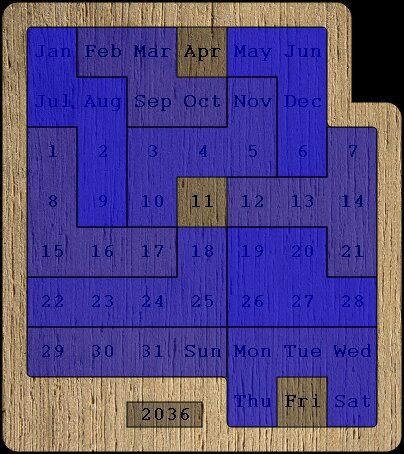 Jan Feb Mar Apr May Jun
Jul Aug Sep Oct Nov Dec
1 2 3 4 5 6 7
8 9 10 11 12 13 14
15 16 17 18 19 20 21
22 23 24 25 26 27 28
29 30 31 Sun Mon Tue Wed
Thu Fri Sat
2036